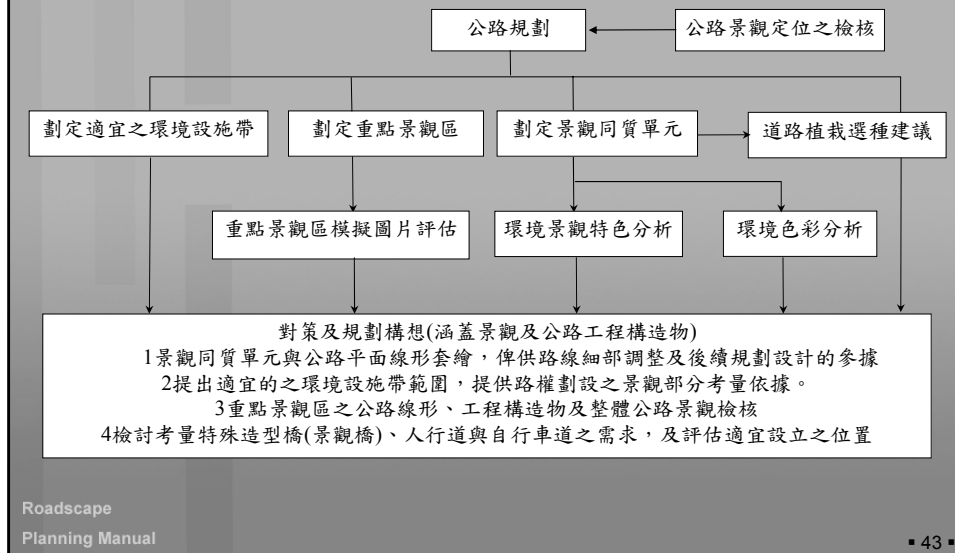 公路規劃
公路景觀定位之檢核
劃定適宜之環境設施帶
劃定重點景觀區
劃定景觀同質單元
道路植栽選種建議
重點景觀區模擬圖片評估
環境景觀特色分析
環境色彩分析
對策及規劃構想(涵蓋景觀及公路工程構造物)
1景觀同質單元與公路平面線形套繪，俾供路線細部調整及後續規劃設計的參據
2提出適宜的之環境設施帶範圍，提供路權劃設之景觀部分考量依據。
3重點景觀區之公路線形、工程構造物及整體公路景觀檢核
4檢討考量特殊造型橋(景觀橋)、人行道與自行車道之需求，及評估適宜設立之位置
Roadscape
Planning Manual
▪ 43 ▪